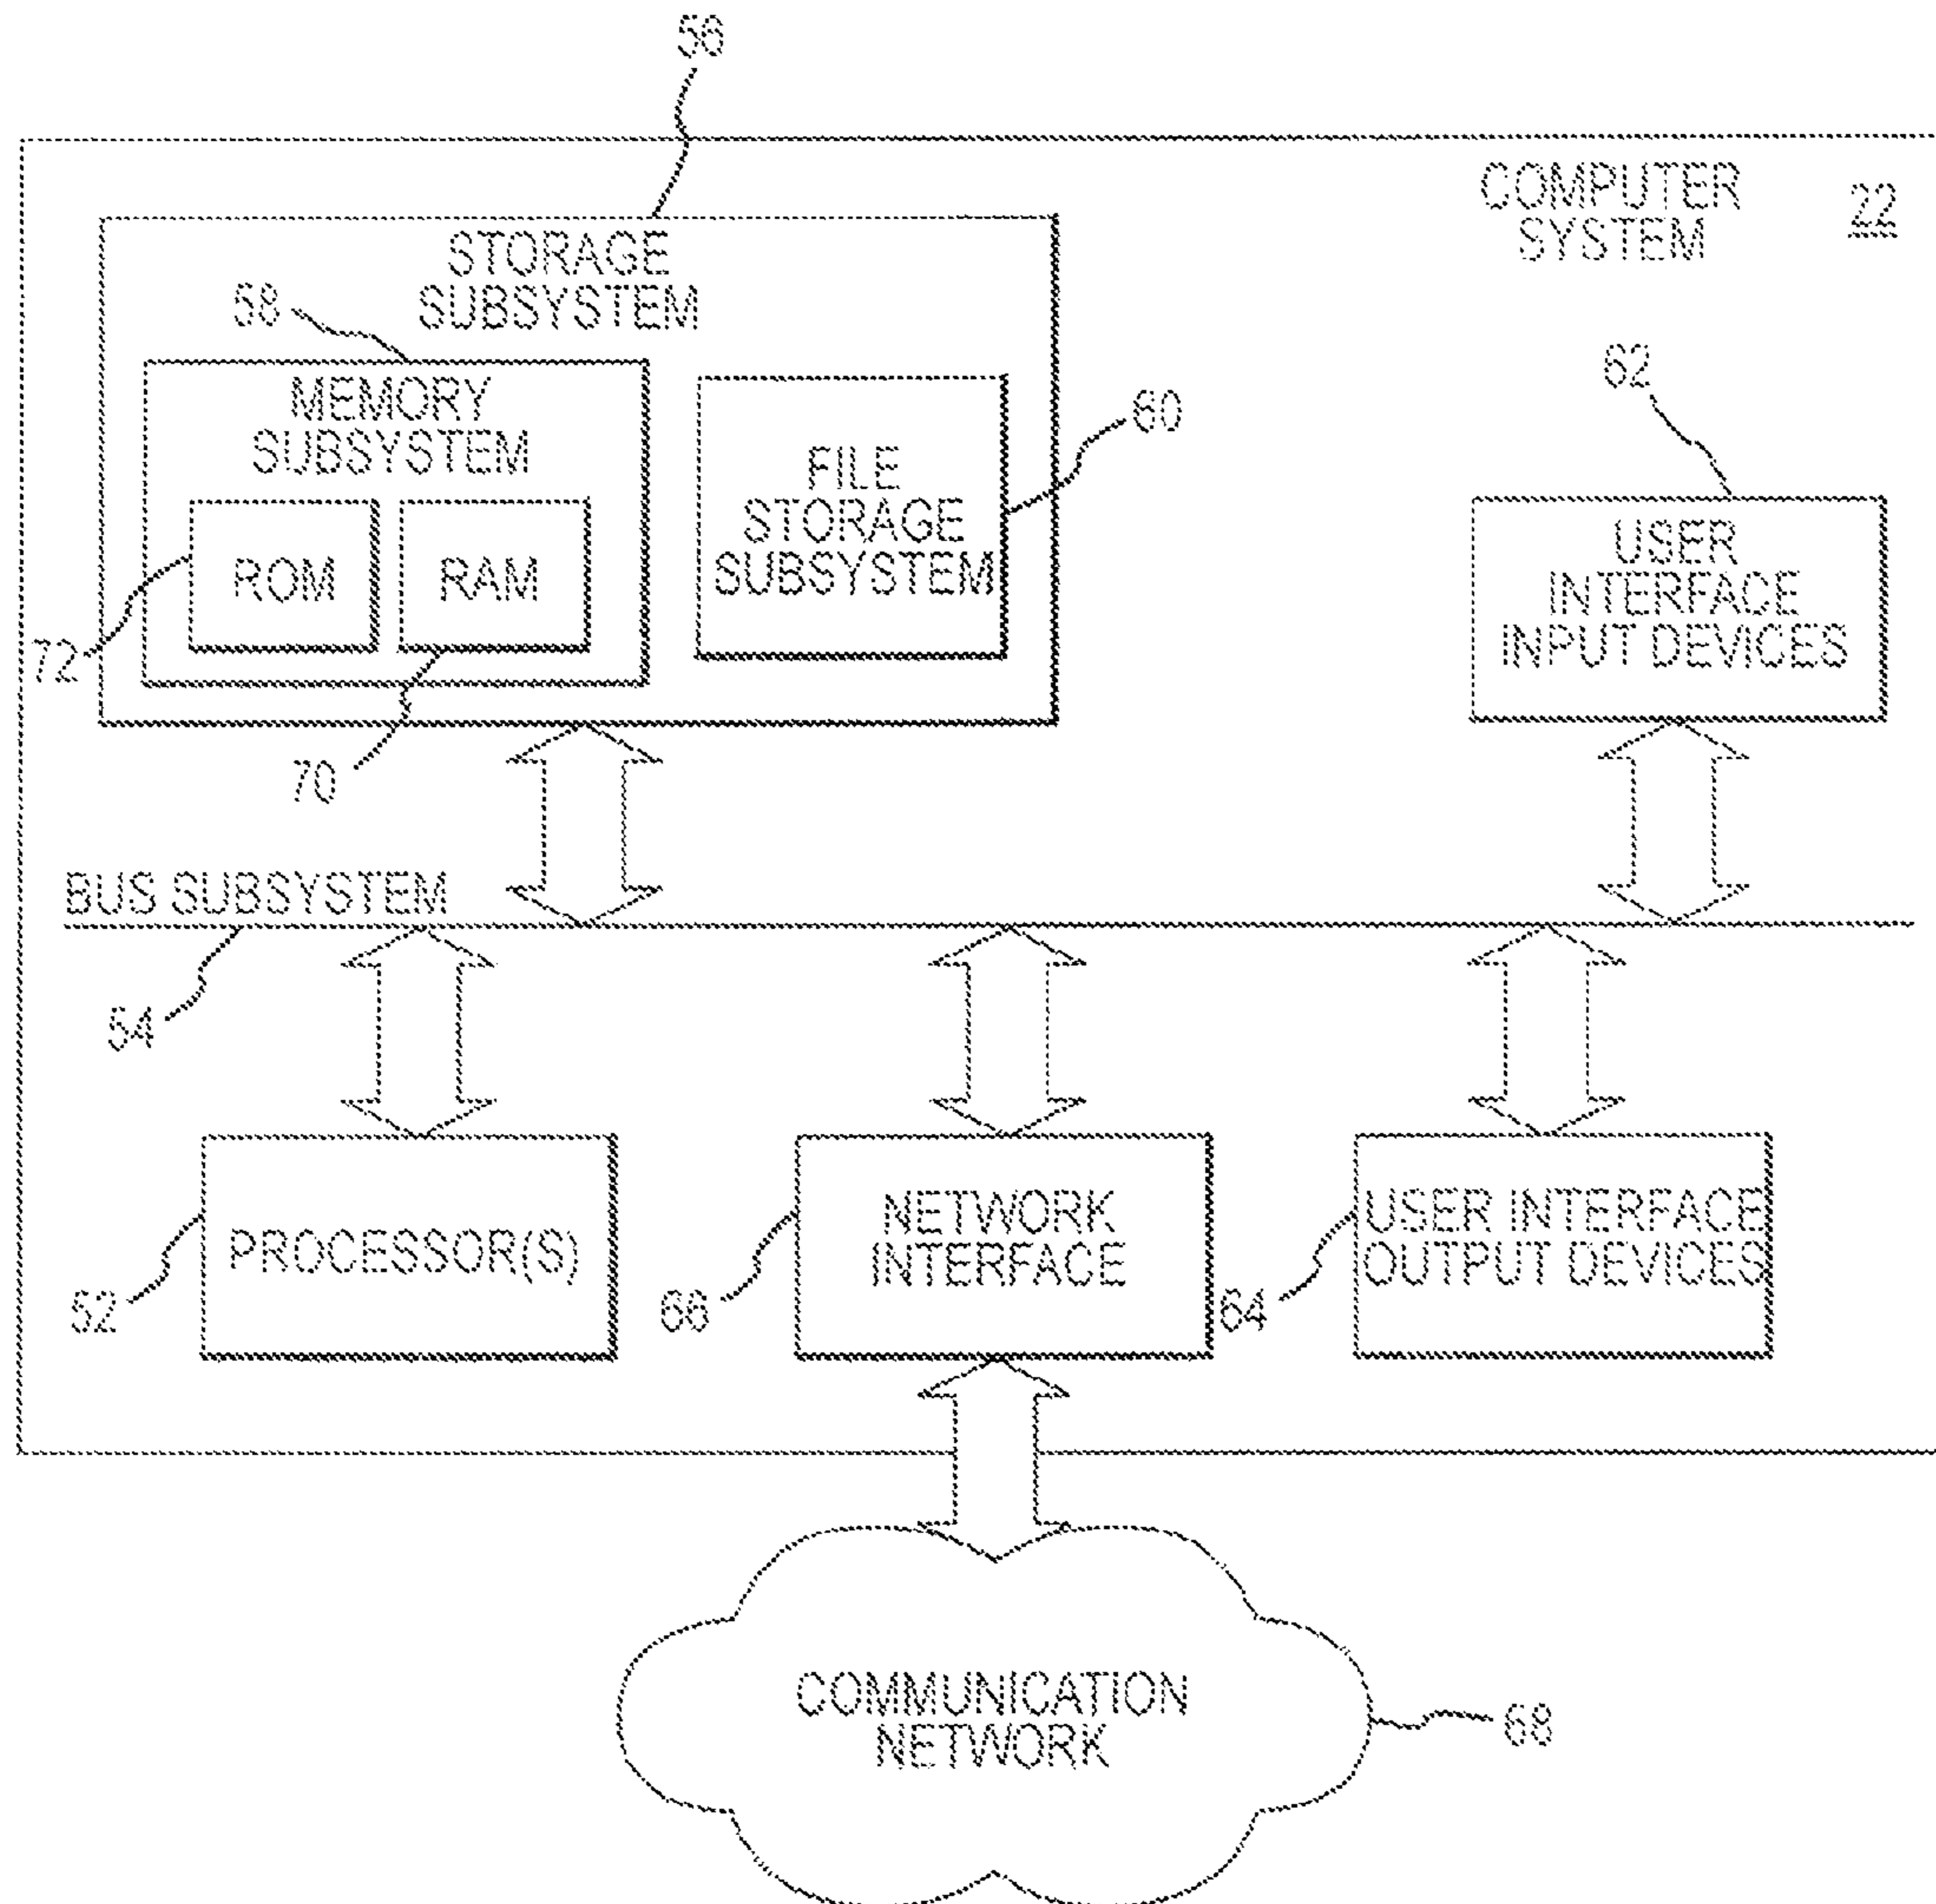 56
COMPUTER
SYSTEM
22
STORAGE
SUBSYSTEM
58
MEMORY
SUBSYSTEM
62
60
FILE
STORAGE
SUBSYSTEM
USER
INTERFACE
INPUT DEVICES
ROM
RAM
72
70
BUS SUBSYSTEM
54
PROCESSOR(S)
NETWORK
INTERFACE
USER INTERFACE
OUTPUT DEVICES
52
66
64
COMMUNICATION
NETWORK
68